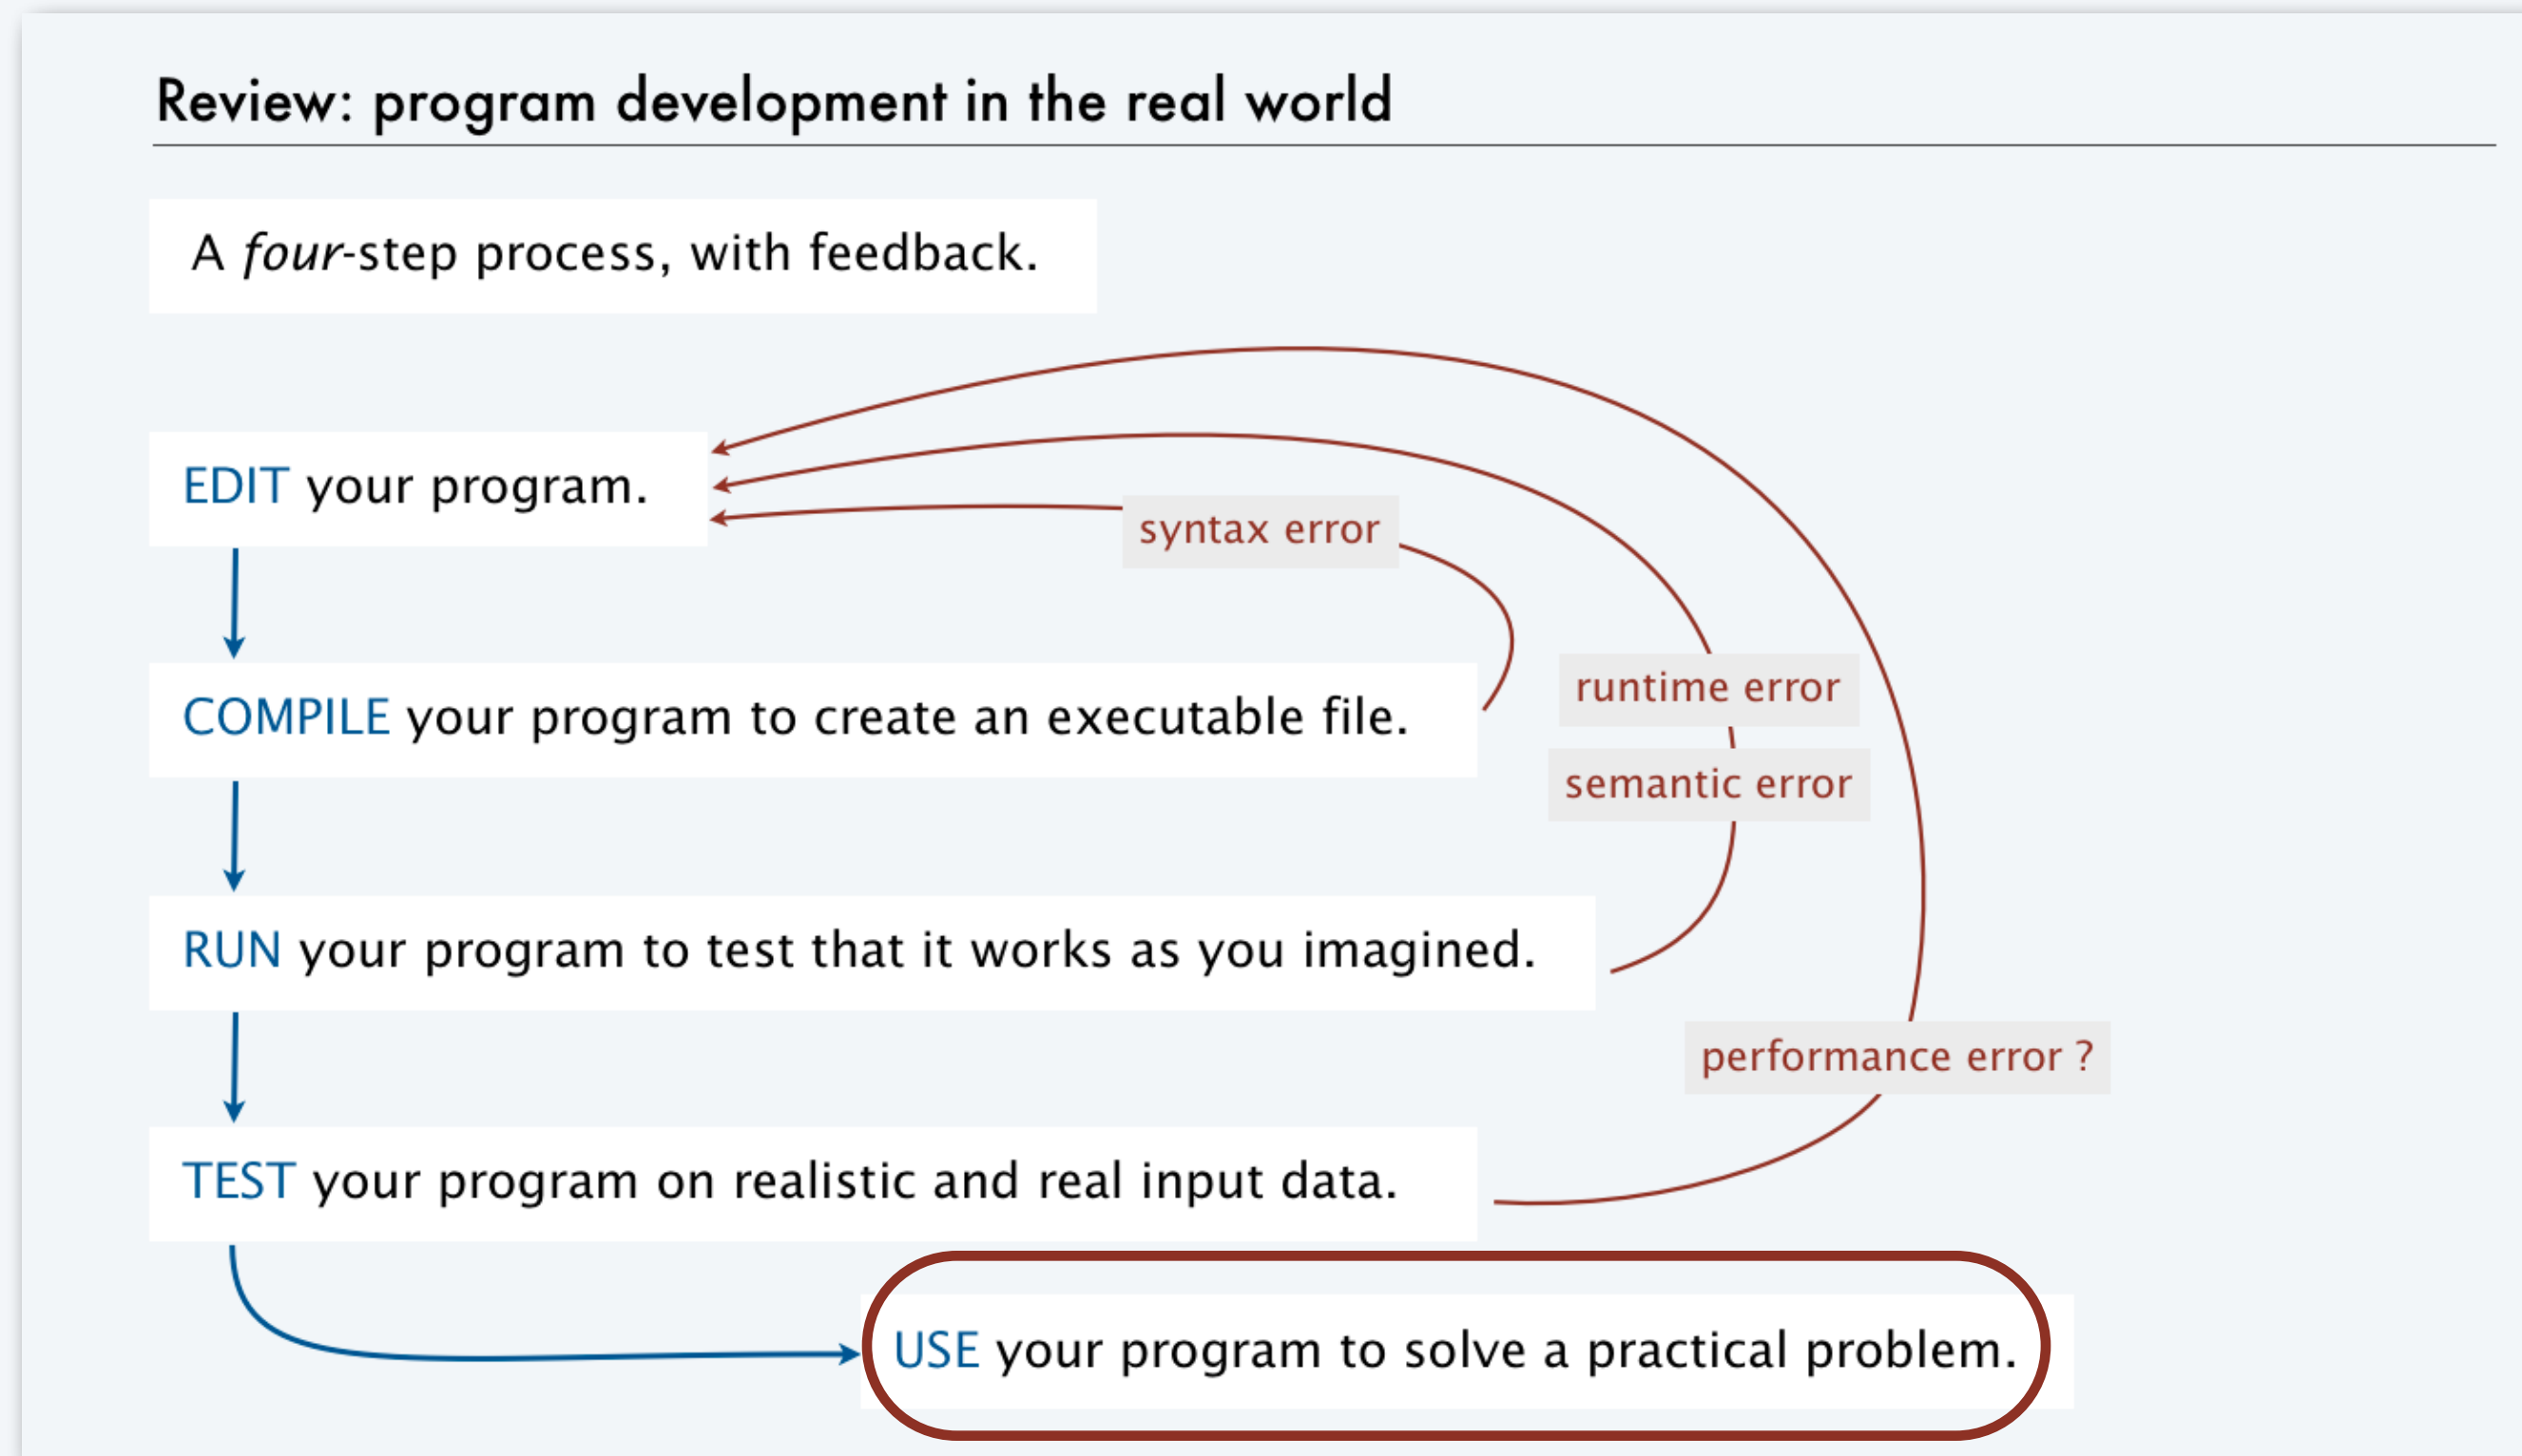 Review: program development in the real world
A four-step process, with feedback.
EDIT your program.
syntax error
COMPILE your program to create an executable file.
runtime error
semantic error
RUN your program to test that it works as you imagined.
performance error ?
TEST your program on realistic and real input data.
USE your program to solve a practical problem.